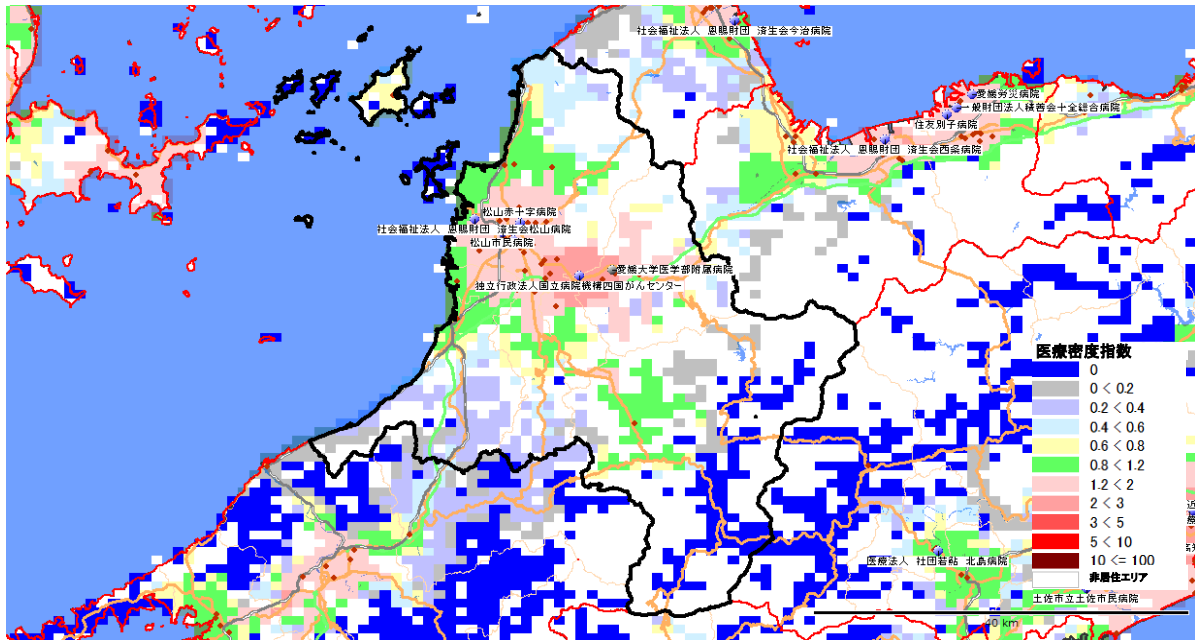 社会福祉法人 恩賜財団 済生会今治病院
愛媛労災病院
一般財団法人積善会十全総合病院
住友別子病院
社会福祉法人 恩賜財団 済生会西条病院
松山赤十字病院
社会福祉法人 恩賜財団 済生会松山病院
松山市民病院
愛媛大学医学部附属病院
独立行政法人国立病院機構四国がんセンター
医療密度指数
0
0 < 0.2
0.2 < 0.4
0.4 < 0.6
0.6 < 0.8
0.8 < 1.2
1.2 < 2
2 < 3
3 < 5
5 < 10
10 <= 100
非居住エリア
近
高知
医療法人 社団若鮎 北島病院
土佐市立土佐市民病院
40 km